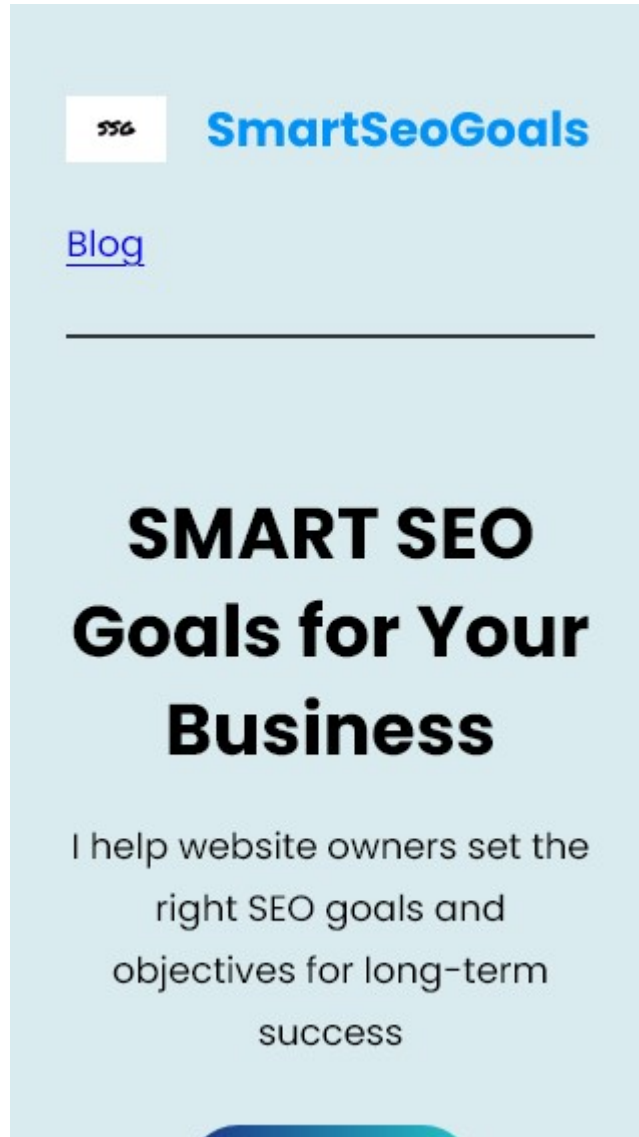 SSG
SmartSeoGoals
Blog
SMART SEO
Goals for Your
Business
I help website owners set the
right SEO goals and
objectives for long-term
success